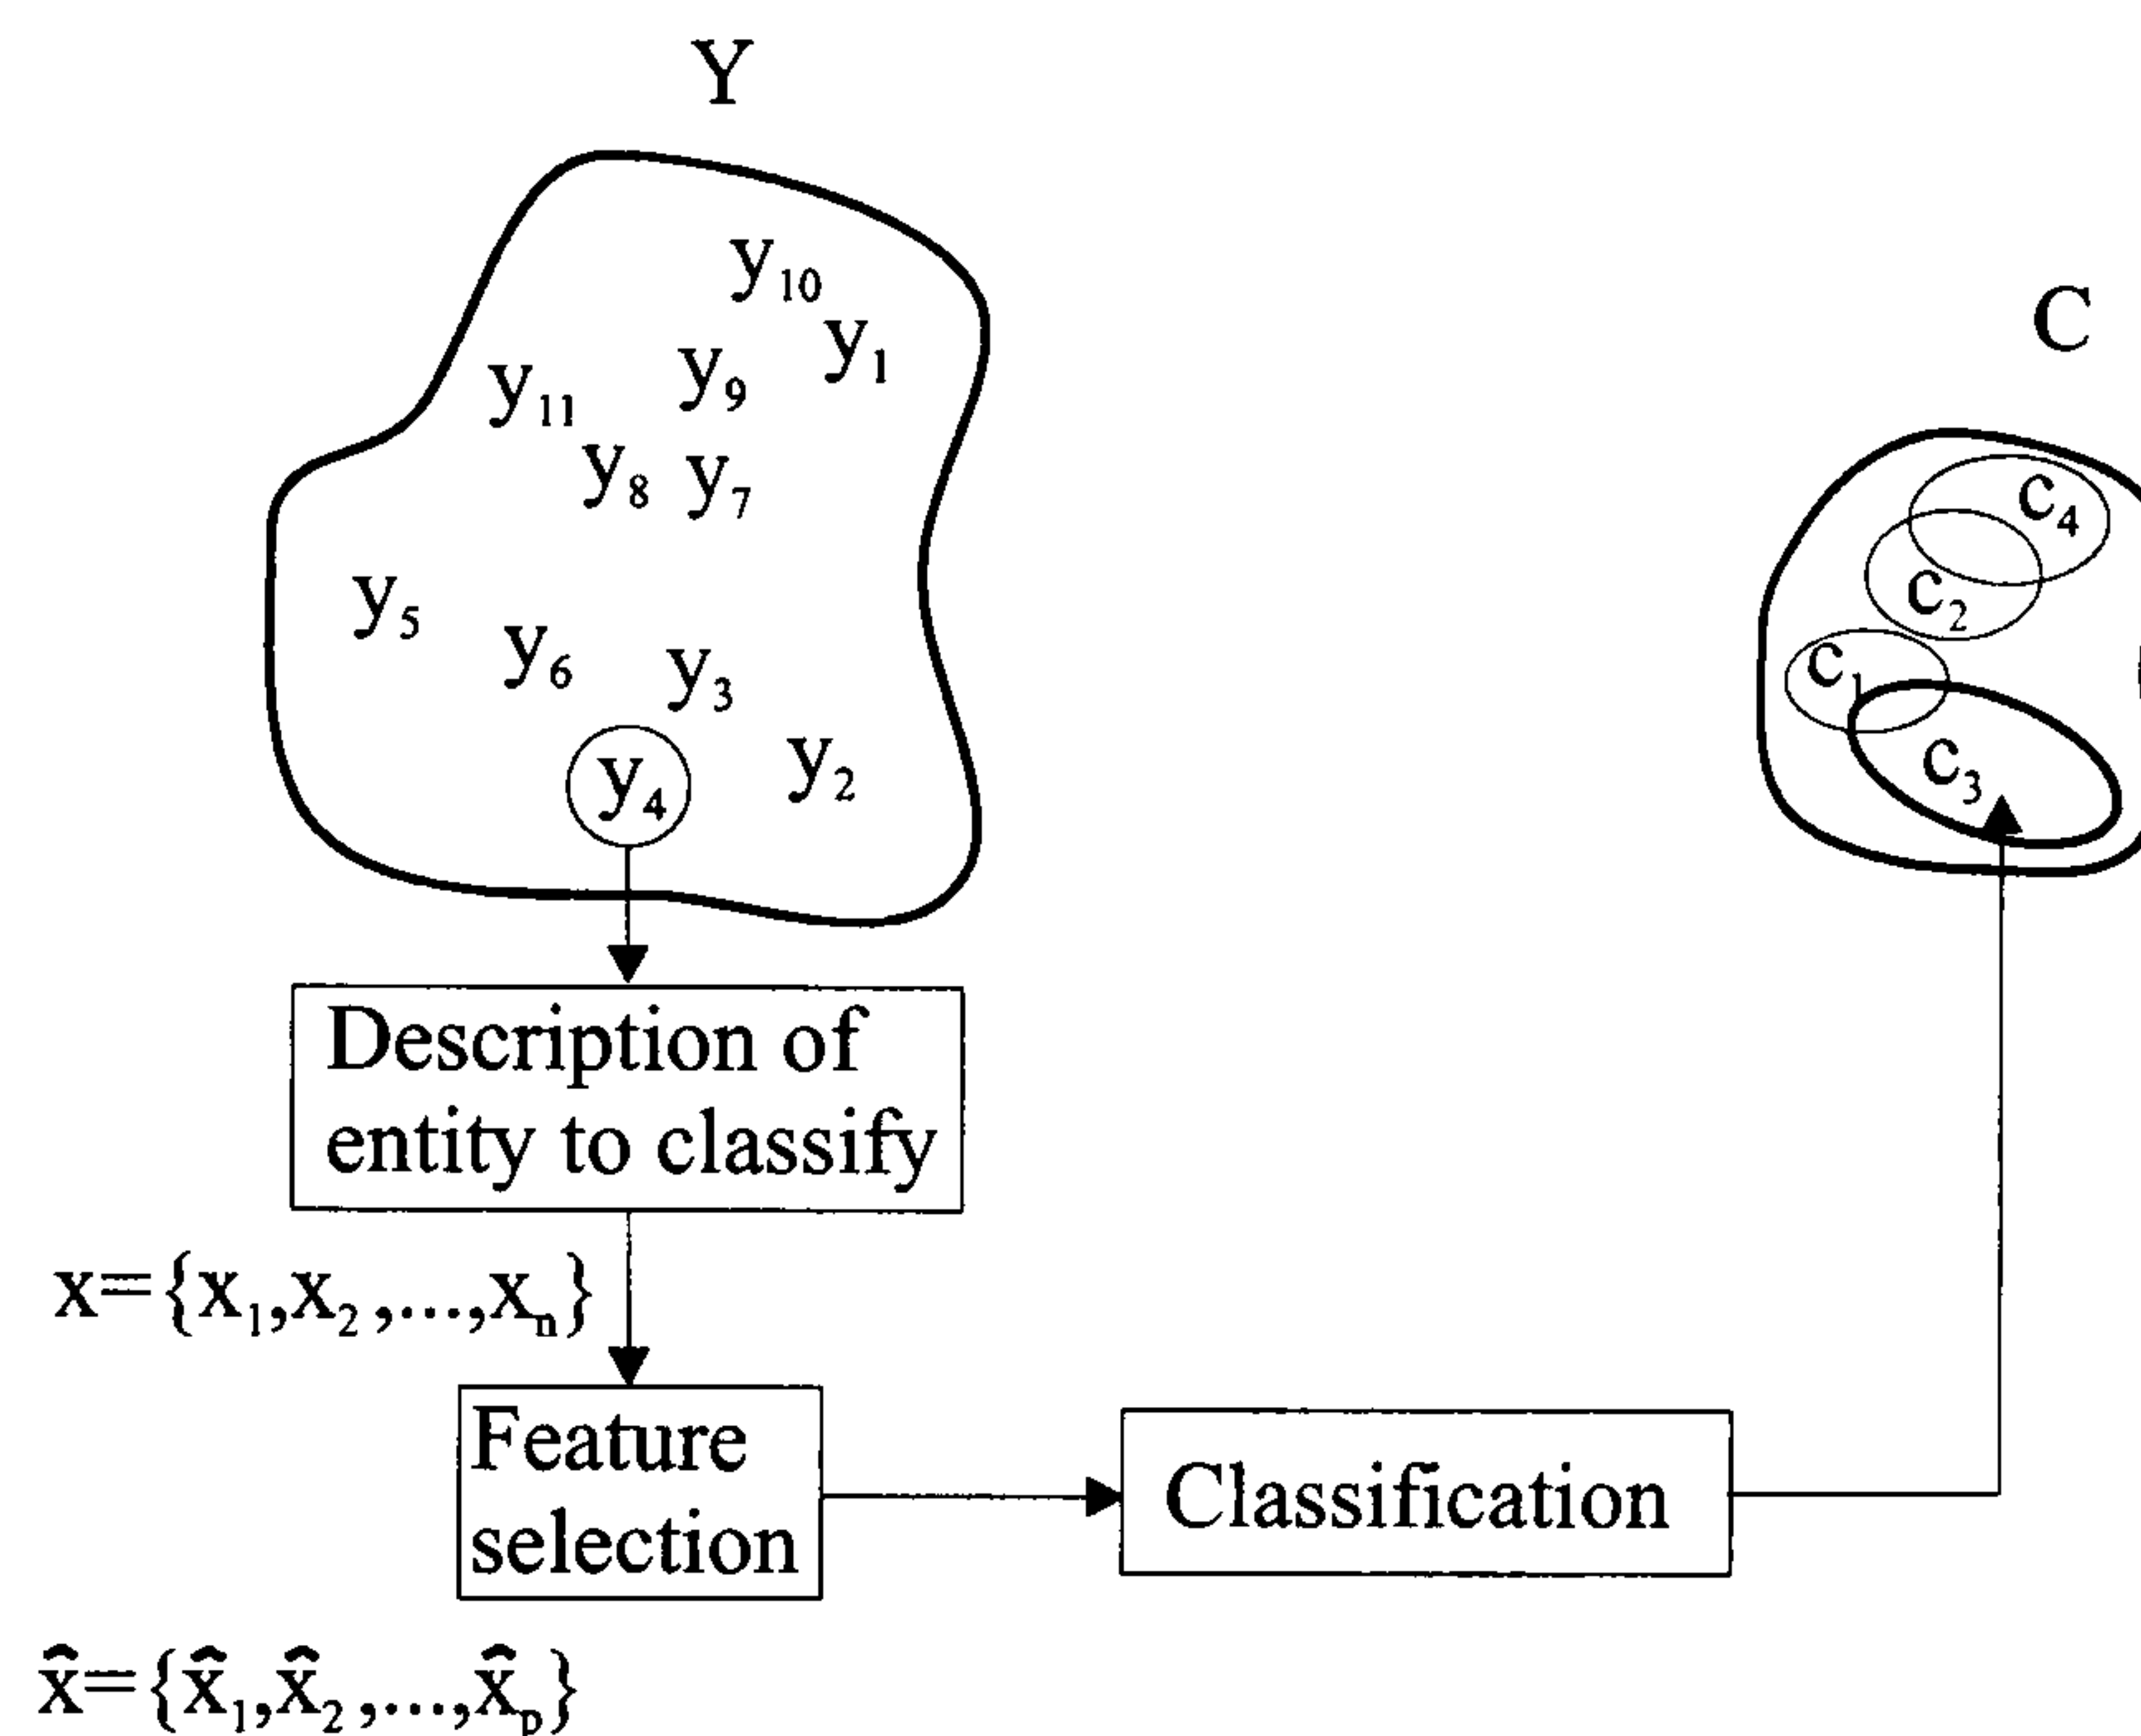 Y
y₁₀
y₁
y₉
y₁₁
y₈ y₇
y₅
y₆
y₃
y₂
y₄
C
c₄
c₂
c₁
c₃
Description of
entity to classify
x={x₁,x₂,...,xₙ}
Feature
selection
Classification
x̂={x̂₁,x̂₂,...,x̂ₚ}